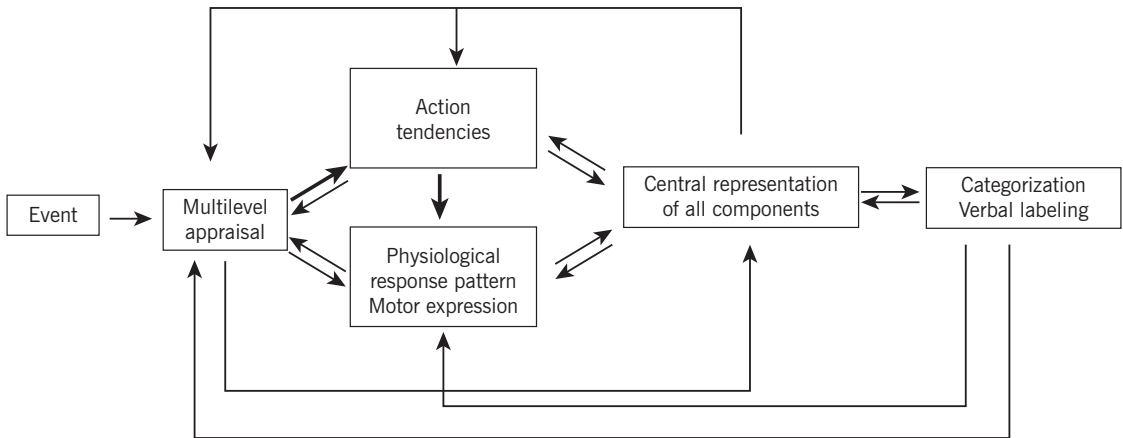 Action
tendencies
Event
Multilevel
appraisal
Central representation
of all components
Categorization
Verbal labeling
Physiological
response pattern
Motor expression